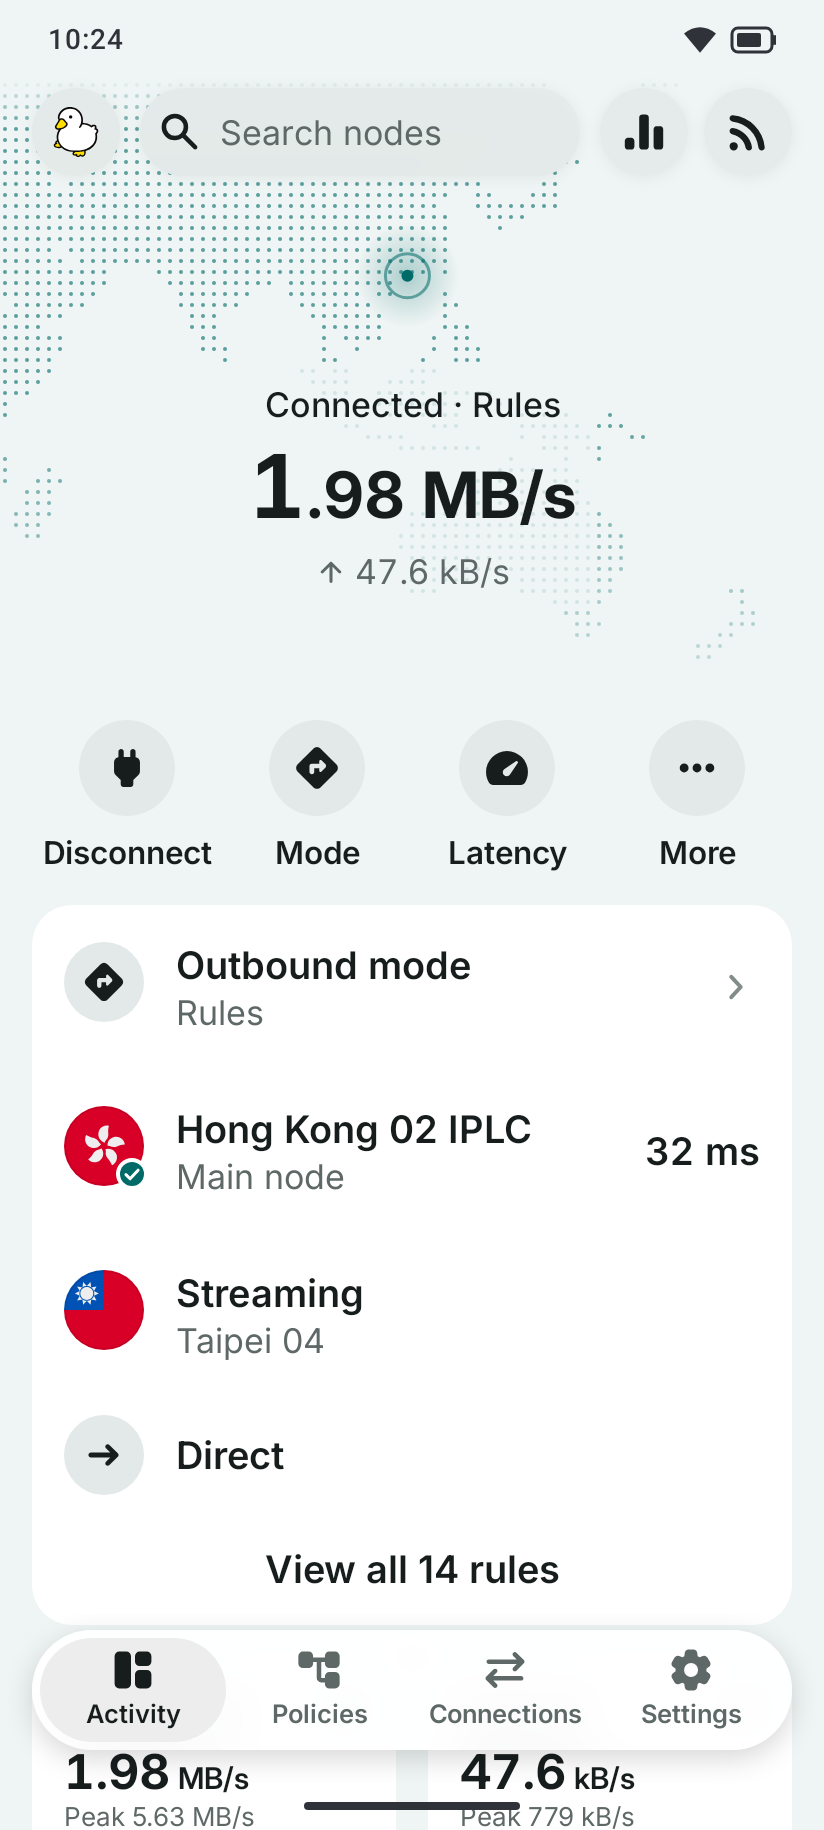 10:24
Search nodes
Connected · Rules
1.98 MB/s
↑ 47.6 kB/s
Disconnect
Mode
Latency
More
Outbound mode
Rules
Hong Kong 02 IPLC
Main node
32 ms
Streaming
Taipei 04
Direct
View all 14 rules
Activity
Policies
Connections
Settings
1.98 MB/s
47.6 kB/s
Peak 5.63 MB/s
Peak 779 kB/s